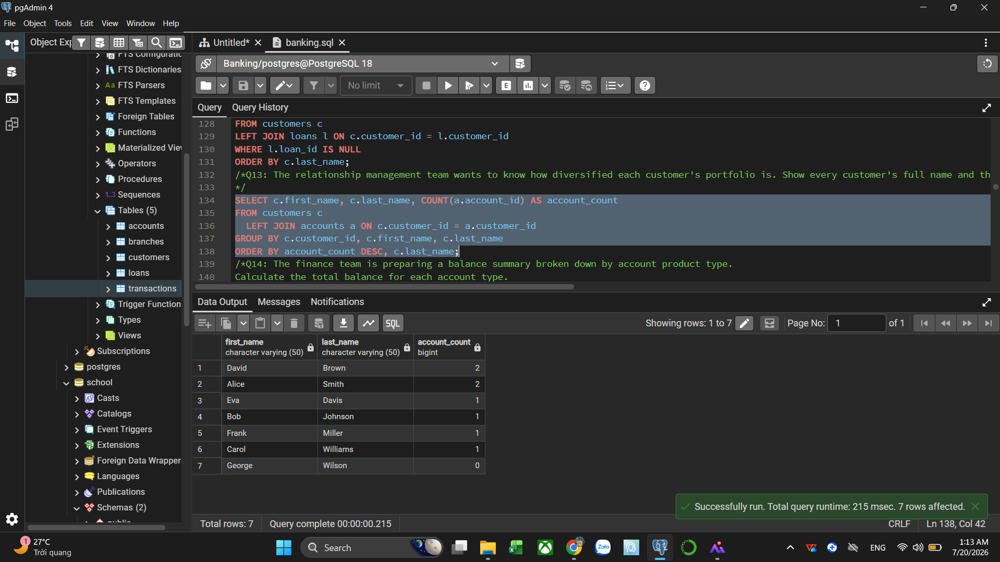 pgAdmin 4
File Object Tools Edit View Window Help
Object Exp
Untitled* banking.sql
Banking/postgres@PostgreSQL 18
No limit
Query Query History
FTS Dictionaries
FTS Parsers
FTS Templates
Foreign Tables
Functions
Materialized Vie
Operators
Procedures
1..3 Sequences
Tables (5)
accounts
branches
customers
loans
transactions
Trigger Function
Types
Views
Subscriptions
postgres
school
Casts
Catalogs
Event Triggers
Extensions
Foreign Data Wrapper
Languages
Publications
Schemas (2)
128 FROM customers c
129 LEFT JOIN loans l ON c.customer_id = l.customer_id
130 WHERE l.loan_id IS NULL
131 ORDER BY c.last_name;
132 /*Q13: The relationship management team wants to know how diversified each customer's portfolio is. Show every customer's full name and th
133 */
134 SELECT c.first_name, c.last_name, COUNT(a.account_id) AS account_count
135 FROM customers c
136 LEFT JOIN accounts a ON c.customer_id = a.customer_id
137 GROUP BY c.customer_id, c.first_name, c.last_name
138 ORDER BY account_count DESC, c.last_name;
139 /*Q14: The finance team is preparing a balance summary broken down by account product type.
140 Calculate the total balance for each account type.
Data Output Messages Notifications
SQL Showing rows: 1 to 7 Page No: 1 of 1
first_name last_name account_count
character varying (50) character varying (50) bigint
1 David Brown 2
2 Alice Smith 2
3 Eva Davis 1
4 Bob Johnson 1
5 Frank Miller 1
6 Carol Williams 1
7 George Wilson 0
Successfully run. Total query runtime: 215 msec. 7 rows affected.
Total rows: 7 Query complete 00:00:00.215 CRLF Ln 138, Col 42
1
27°C
Trời quang
Search
Zalo
ENG
1:13 AM
7/20/2026